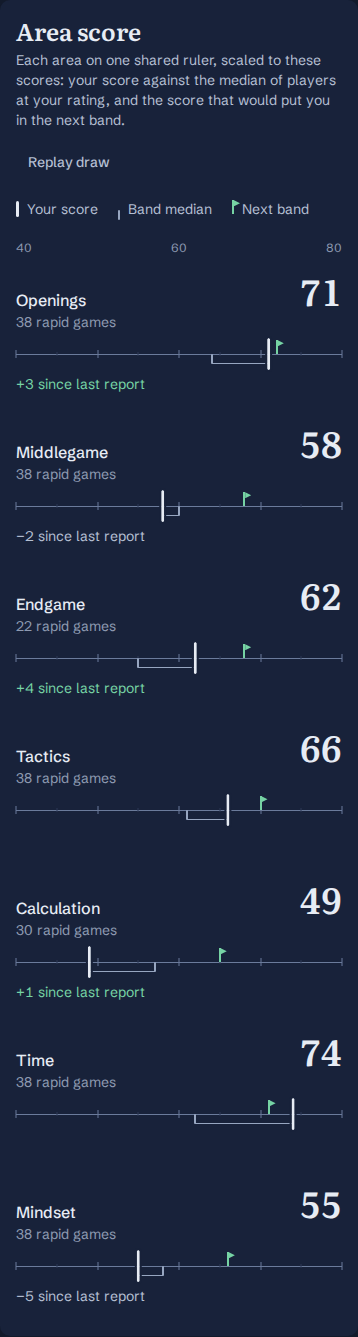 Area score
Each area on one shared ruler, scaled to these
scores: your score against the median of players
at your rating, and the score that would put you
in the next band.
Replay draw
Your score Band median Next band
40 60 80
Openings 71
38 rapid games
+3 since last report
Middlegame 58
38 rapid games
−2 since last report
Endgame 62
22 rapid games
+4 since last report
Tactics 66
38 rapid games
Calculation 49
30 rapid games
+1 since last report
Time 74
38 rapid games
Mindset 55
38 rapid games
−5 since last report